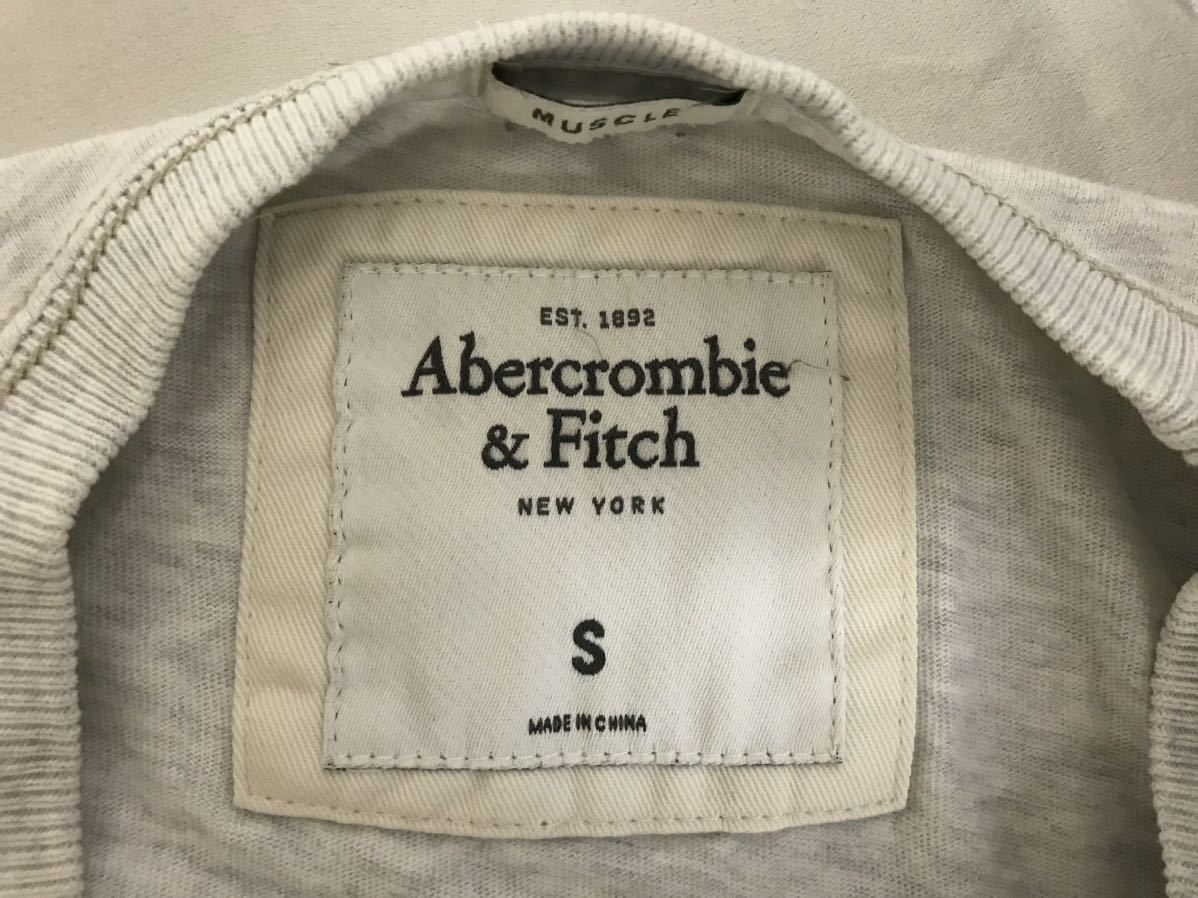 MUSCLE
EST. 1892
Abercrombie
& Fitch
NEW YORK
S
MADE IN CHINA